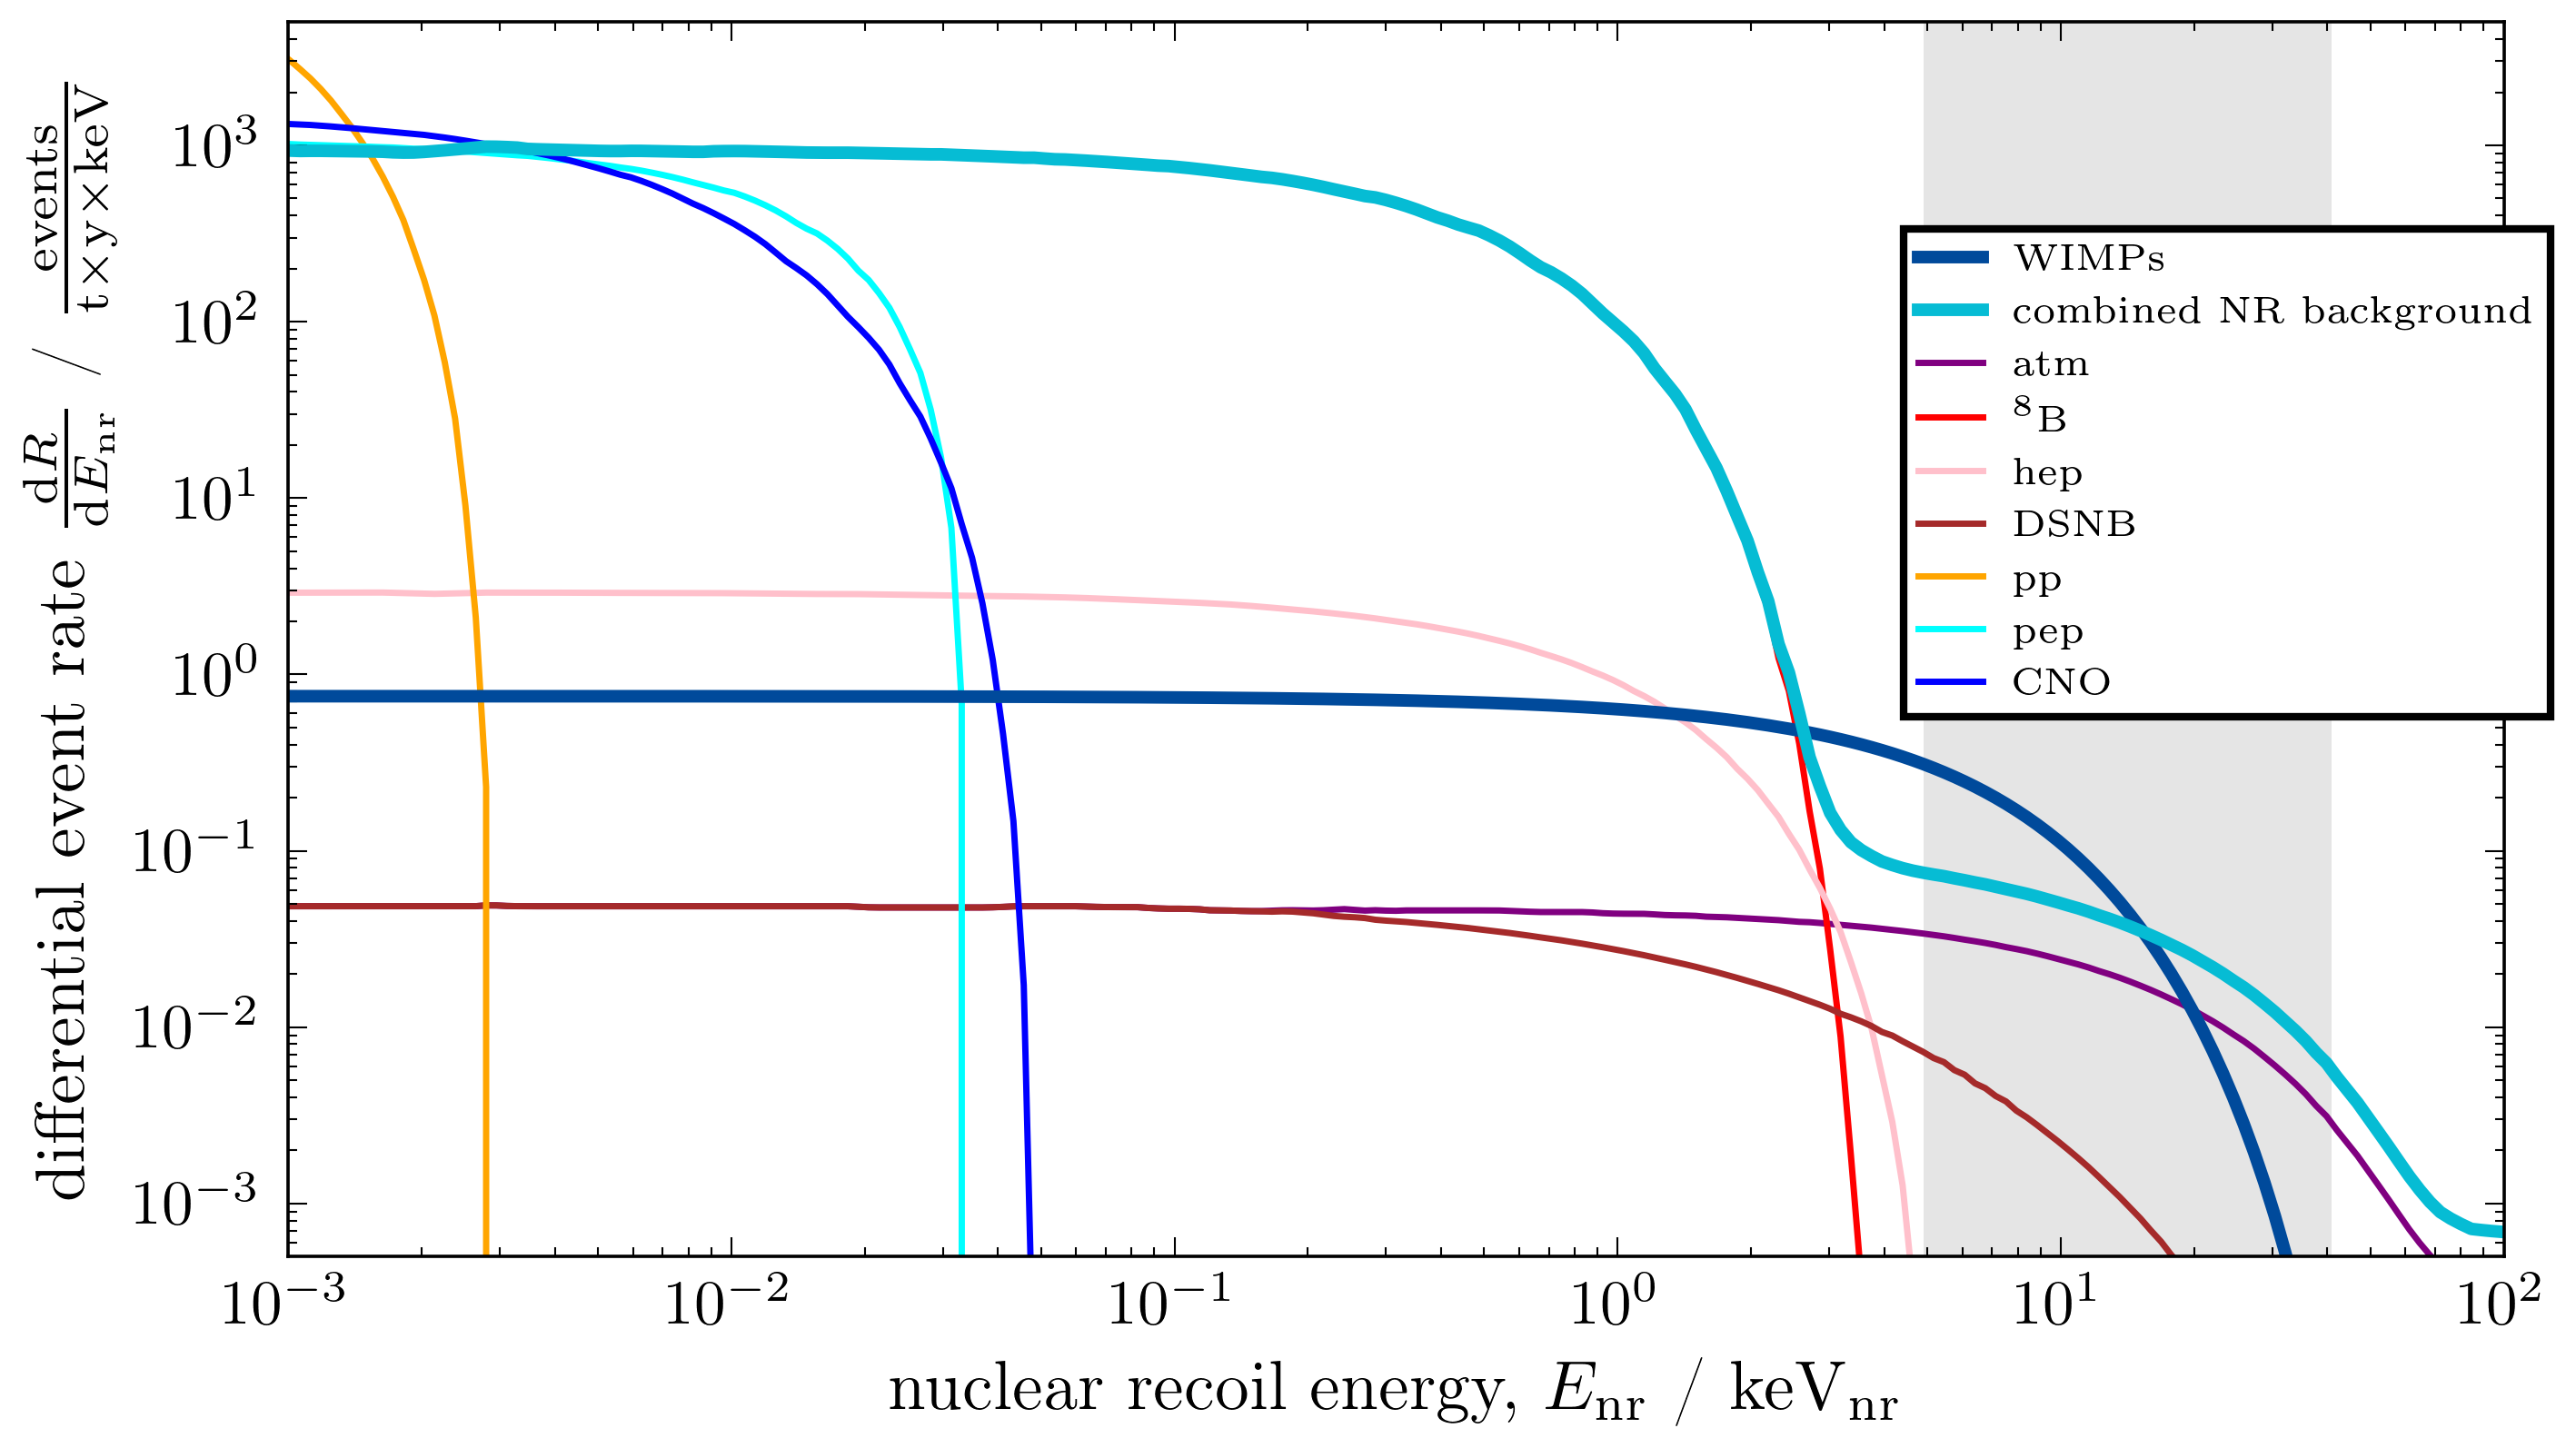 differential event rate dR/dE_nr / events/t×y×keV
10^3
10^2
10^1
10^0
10^−1
10^−2
10^−3
WIMPs
combined NR background
atm
^8B
hep
DSNB
pp
pep
CNO
10^−3 10^−2 10^−1 10^0 10^1 10^2
nuclear recoil energy, E_nr / keV_nr